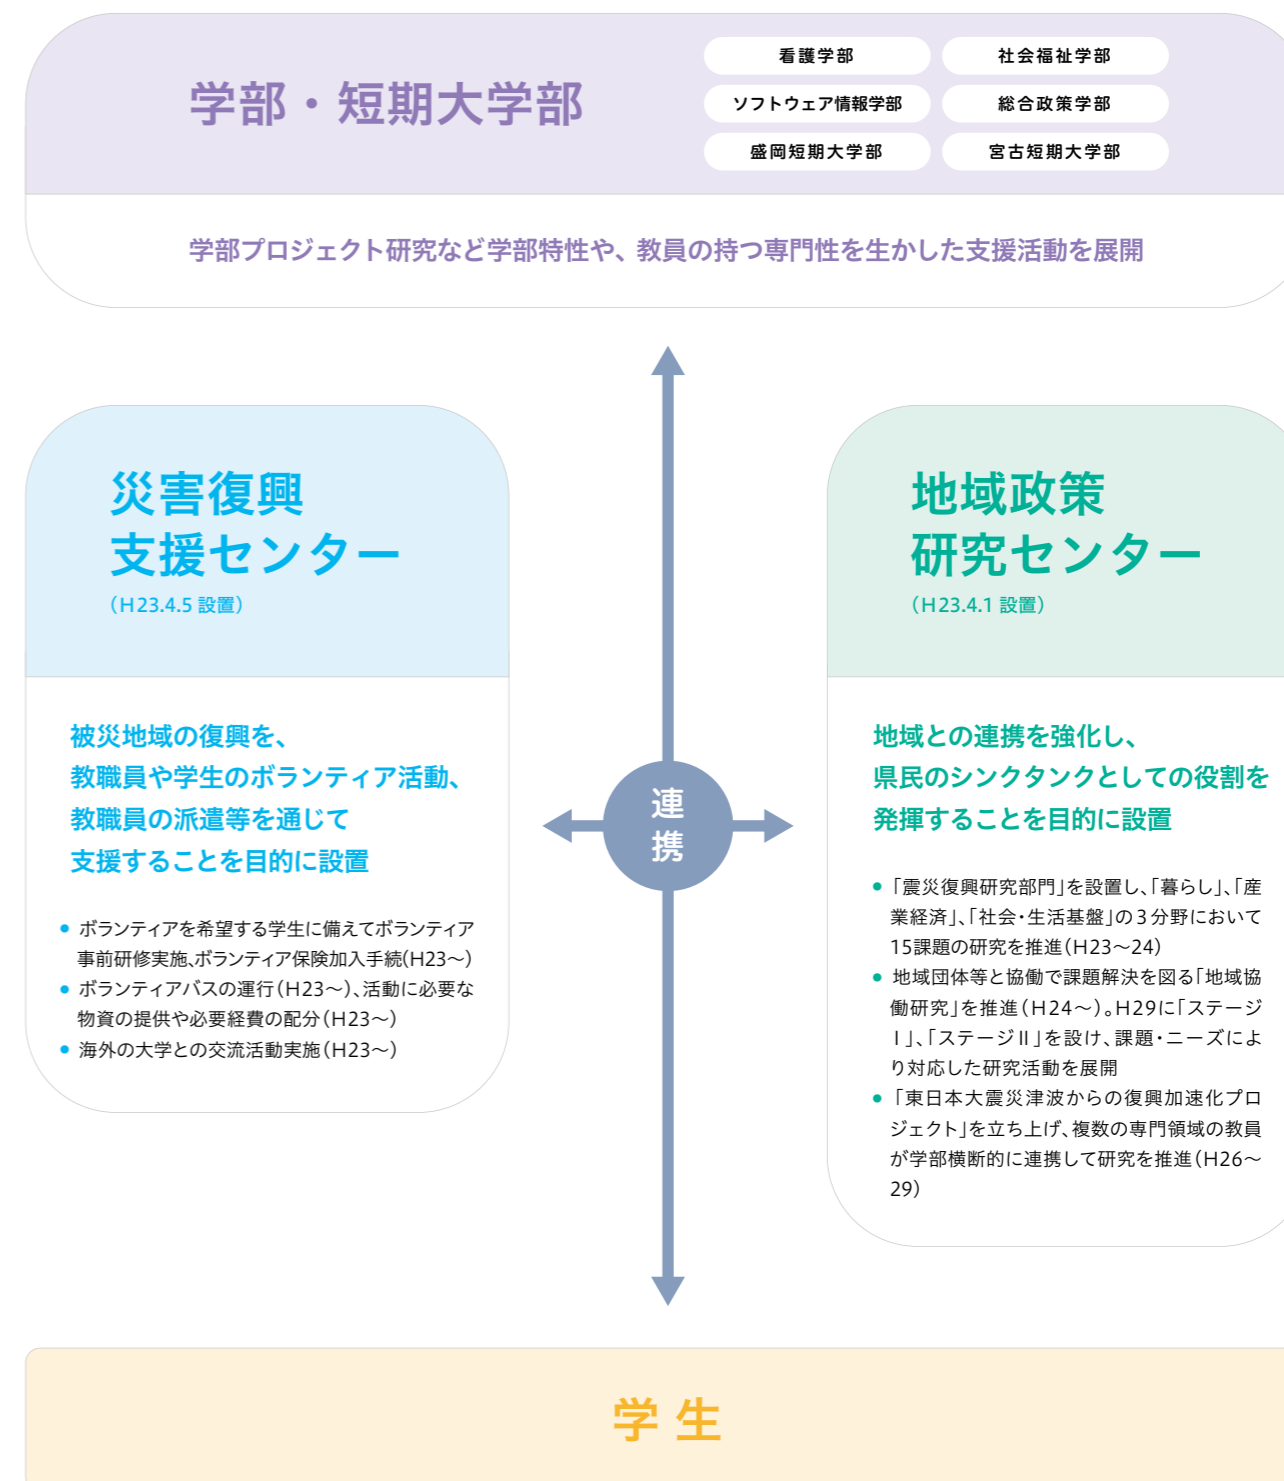 学部・短期大学部
看護学部
社会福祉学部
ソフトウェア情報学部
総合政策学部
盛岡短期大学部
宮古短期大学部
学部プロジェクト研究など学部特性や、教員の持つ専門性を生かした支援活動を展開
災害復興
支援センター
（H23.4.5 設置）
被災地域の復興を、
教職員や学生のボランティア活動、
教職員の派遣等を通じて
支援することを目的に設置
● ボランティアを希望する学生に備えてボランティア
事前研修実施、ボランティア保険加入手続(H23〜)
● ボランティアバスの運行（H23〜）、活動に必要な
物資の提供や必要経費の配分（H23〜）
● 海外の大学との交流活動実施（H23〜）
連
携
地域政策
研究センター
（H23.4.1 設置）
地域との連携を強化し、
県民のシンクタンクとしての役割を
発揮することを目的に設置
● 「震災復興研究部門」を設置し、「暮らし」、「産
業経済」、「社会・生活基盤」の3分野において
15課題の研究を推進（H23〜24）
● 地域団体等と協働で課題解決を図る「地域協
働研究」を推進（H24〜）。H29に「ステージ
Ⅰ」、「ステージⅡ」を設け、課題・ニーズによ
り対応した研究活動を展開
● 「東日本大震災津波からの復興加速化プロ
ジェクト」を立ち上げ、複数の専門領域の教員
が学部横断的に連携して研究を推進（H26〜
29）
学生